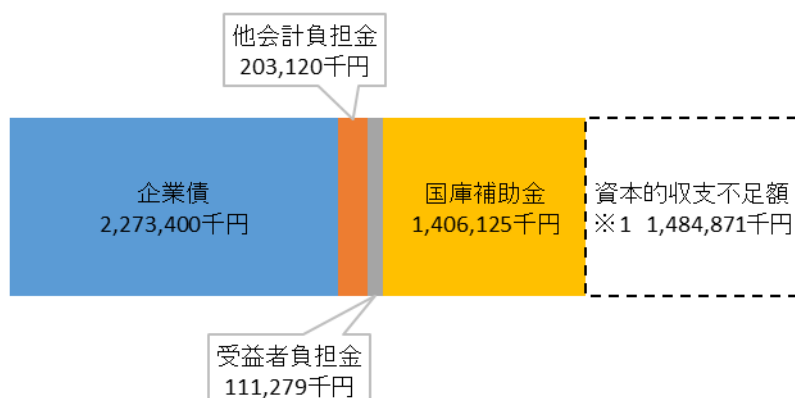 他会計負担金
203,120千円
企業債
2,273,400千円
国庫補助金
1,406,125千円
資本的収支不足額
※1 1,484,871千円
受益者負担金
111,279千円